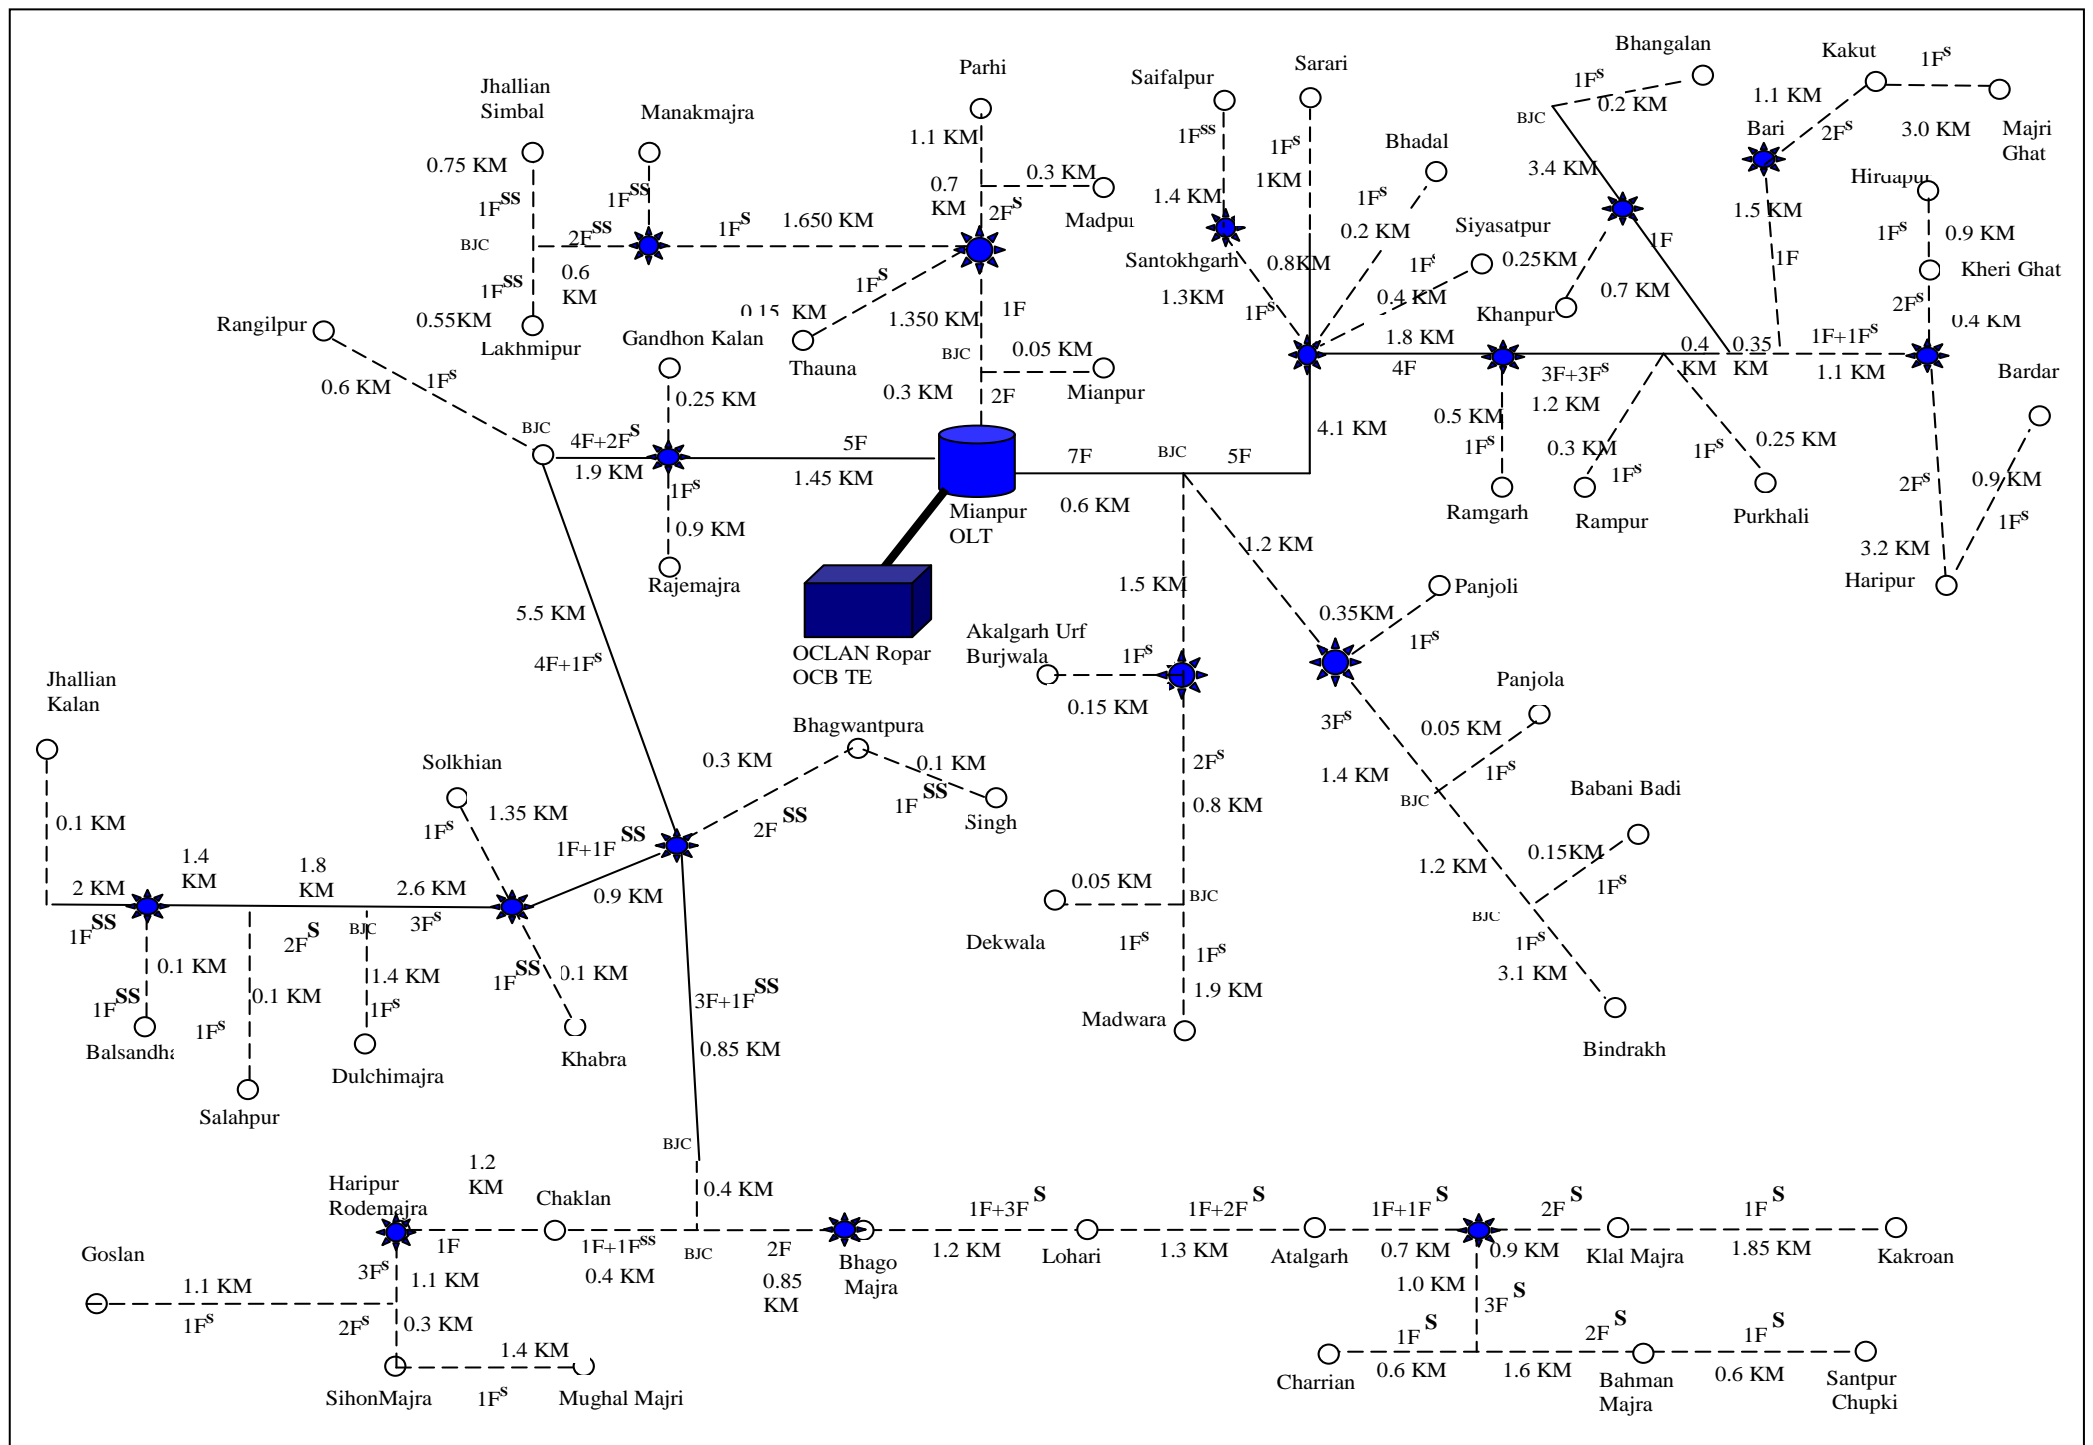 Bhangalan
Kakut
1F^S
Parhi
Saifalpur
Sarari
1F^S
0.2 KM
Jhallian
Simbal
Manakmajra
1.1 KM
BJC
Bari
2F^S
3.0 KM
Majri
Ghat
1.1 KM
1F^SS
1F^S
Bhadal
0.75 KM
0.3 KM
3.4 KM
1F^SS
1F^SS
0.7
KM
2F^S
Madpu
1.4 KM
1KM
1F^S
1.5 KM
1F^S
0.9 KM
BJC
2F^SS
1F^S
1.650 KM
0.2 KM
Siyasatpur
1F
0.6
KM
Santokhgarh
0.8KM
1F
0.25KM
1F
Kheri Ghat
1F^SS
1F^S
1.3KM
0.4 KM
0.7 KM
2F^S
0.55KM
0.15 KM
1.350 KM
1F
1F^S
Khanpur
0.4 KM
Rangilpur
Lakhmipur
Gandhon Kalan
Thauna
BJC
0.05 KM
1.8 KM
4F
0.4
KM
0.35
KM
1F+1F^S
1.1 KM
0.6 KM
1F^S
0.3 KM
2F
Mianpur
3F+3F^S
1.2 KM
Bardar
0.25 KM
0.5 KM
BJC
4F+2F^S
1.9 KM
5F
1.45 KM
7F
BJC
5F
4.1 KM
1F^S
0.3 KM
1F^S
1F^S
0.25 KM
2F^S
0.9 KM
1F^S
1F^S
0.6 KM
Mianpur
OLT
Ramgarh
Rampur
Purkhali
0.9 KM
1.2 KM
3.2 KM
Haripur
Rajemajra
5.5 KM
1.5 KM
0.35KM
Panjoli
Akalgarh Urf
Burjwala
1F^S
1F^S
OCLAN Ropar
OCB TE
4F+1F^S
Jhallian
Kalan
0.15 KM
3F^S
Panjola
0.05 KM
Bhagwantpura
0.3 KM
0.1 KM
2F^S
1.4 KM
1F^S
Babani Badi
Solkhian
1.35 KM
1F^SS
2F^SS
Singh
0.8 KM
BJC
0.1 KM
1F^S
1F+1F^SS
0.15KM
1.4
KM
1.8
KM
1.2 KM
2 KM
2.6 KM
0.9 KM
0.05 KM
BJC
1F^S
1F^SS
2F^S
BJC
3F^S
BJC
Dekwala
1F^S
1F^S
1F^S
0.1 KM
1.4 KM
1F^SS
0.1 KM
3.1 KM
1F^SS
0.1 KM
1F^S
3F+1F^SS
1.9 KM
1F^S
Madwara
Khabra
0.85 KM
Bindrakh
Dulchimajra
Salahpur
BJC
1.2
KM
Haripur
Rodemajra
Chaklan
0.4 KM
1F+3F^S
1F+2F^S
1F+1F^S
2F^S
1F^S
Goslan
1F
1F+1F^SS
BJC
2F
1.2 KM
1.3 KM
0.7 KM
0.9 KM
1.85 KM
Lohari
Atalgarh
Klal Majra
Kakroan
3F^S
1.1 KM
0.4 KM
0.85
KM
Bhago
Majra
1.0 KM
1.1 KM
3F^S
1F^S
2F^S
0.3 KM
1F^S
2F^S
1F^S
1.4 KM
0.6 KM
1.6 KM
0.6 KM
SihonMajra
1F^S
Mughal Majri
Charrian
Bahman
Majra
Santpur
Chupki